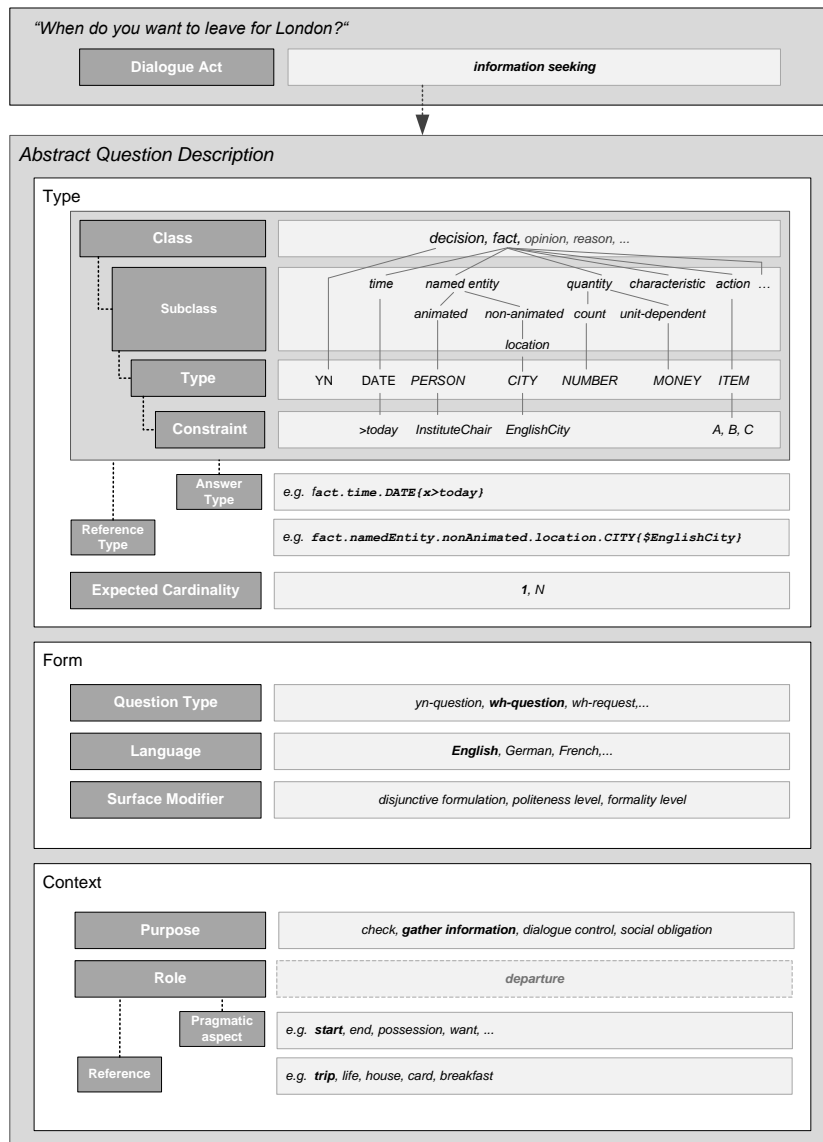 “When do you want to leave for London?“
Dialogue Act
information seeking
Abstract Question Description
Type
Class
decision, fact, opinion, reason, ...
Subclass
time named entity quantity characteristic action ...
animated non-animated count unit-dependent
location
Type
YN DATE PERSON CITY NUMBER MONEY ITEM
Constraint
>today InstituteChair EnglishCity A, B, C
Answer
Type
e.g. fact.time.DATE{x>today}
Reference
Type
e.g. fact.namedEntity.nonAnimated.location.CITY{$EnglishCity}
Expected Cardinality
1, N
Form
Question Type
yn-question, wh-question, wh-request,...
Language
English, German, French,...
Surface Modifier
disjunctive formulation, politeness level, formality level
Context
Purpose
check, gather information, dialogue control, social obligation
Role
departure
Pragmatic
aspect
e.g. start, end, possession, want, ...
Reference
e.g. trip, life, house, card, breakfast